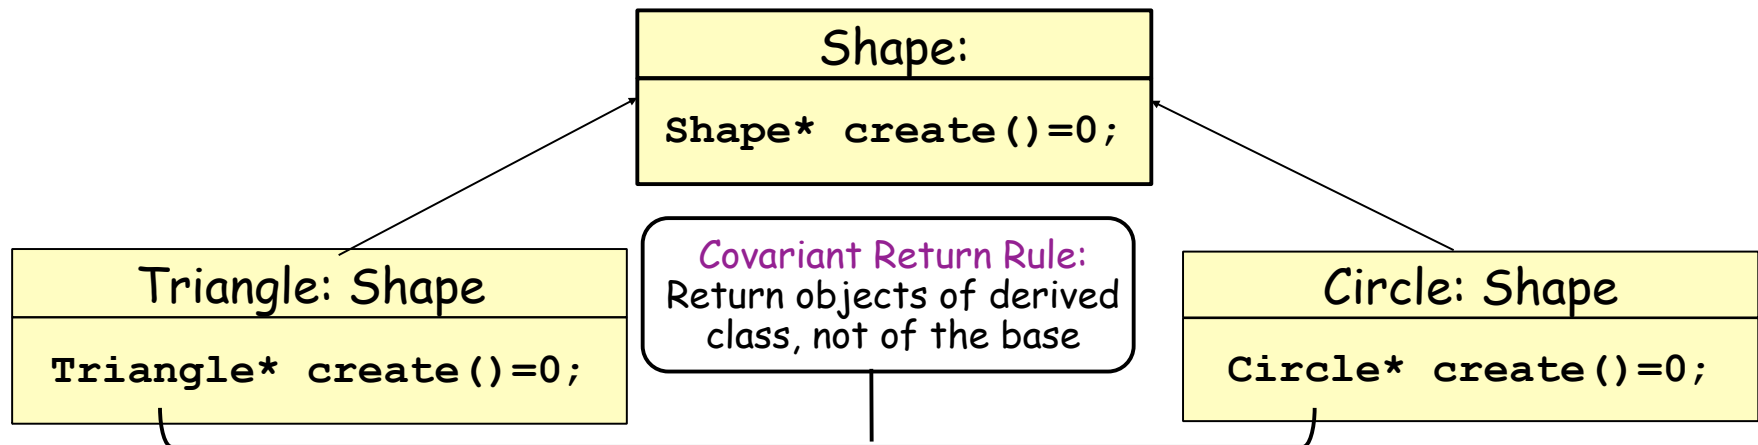 Shape:
Shape* create()=0;
Triangle: Shape
Triangle* create()=0;
Covariant Return Rule:
Return objects of derived
class, not of the base
Circle: Shape
Circle* create()=0;